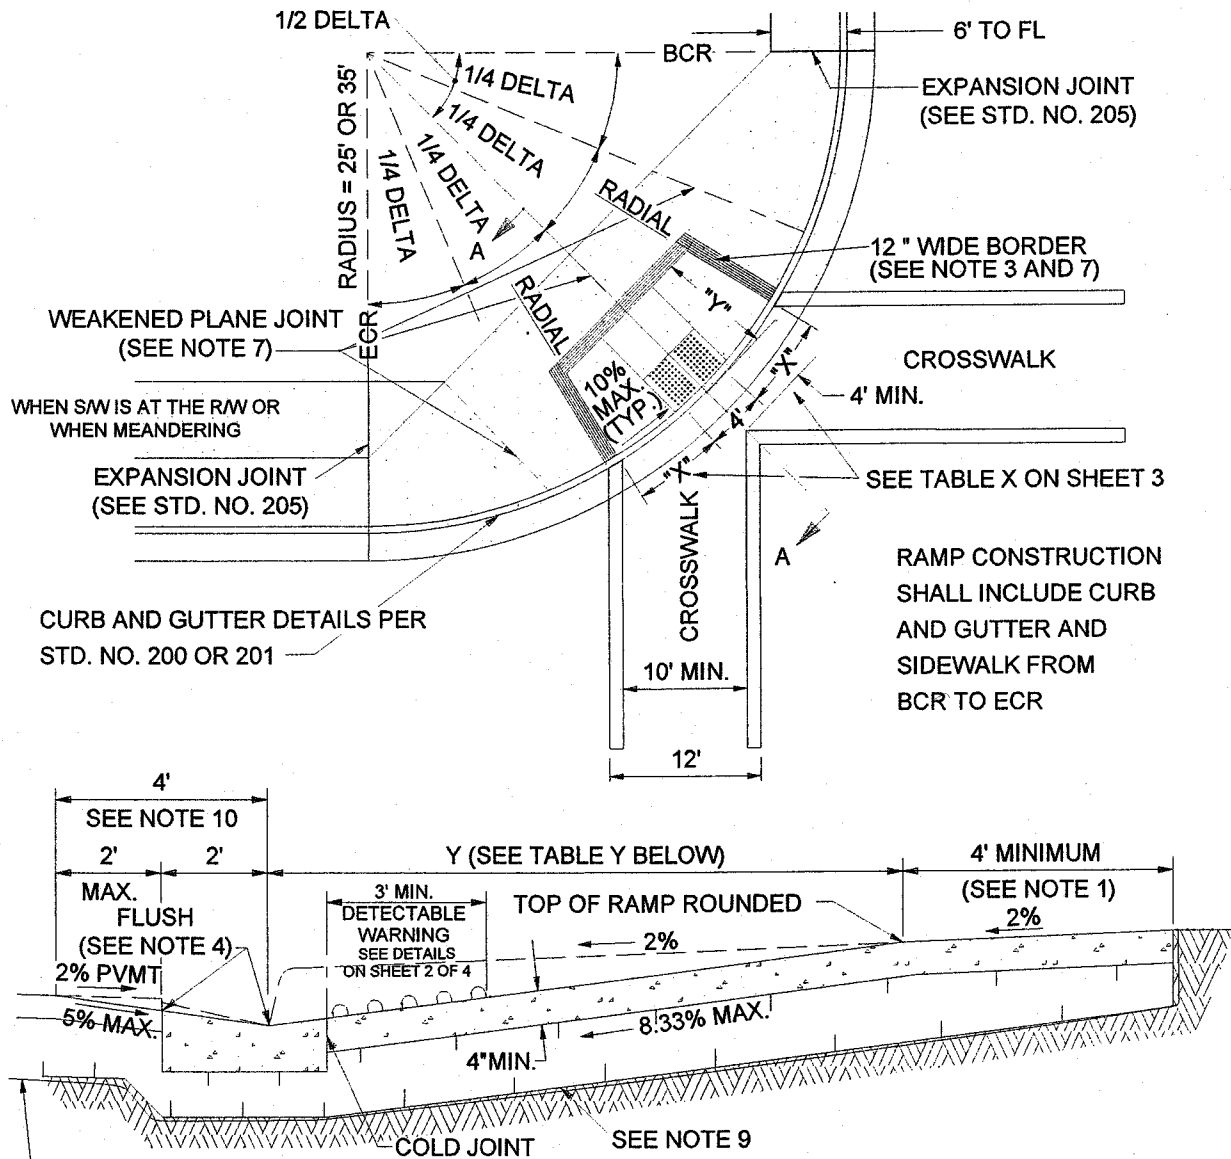 1/2 DELTA
6' TO FL
BCR
EXPANSION JOINT
(SEE STD. NO. 205)
1/4 DELTA
1/4 DELTA
1/4 DELTA
1/4 DELTA
RADIUS = 25' OR 35'
A
RADIAL
RADIAL
12 " WIDE BORDER
(SEE NOTE 3 AND 7)
"Y"
WEAKENED PLANE JOINT
(SEE NOTE 7)
ECR
CROSSWALK
"X"
4' MIN.
10%
MAX.
(TYP.)
4'
"X"
WHEN S/W IS AT THE R/W OR
WHEN MEANDERING
EXPANSION JOINT
(SEE STD. NO. 205)
SEE TABLE X ON SHEET 3
CROSSWALK
A
RAMP CONSTRUCTION
SHALL INCLUDE CURB
AND GUTTER AND
SIDEWALK FROM
BCR TO ECR
CURB AND GUTTER DETAILS PER
STD. NO. 200 OR 201
10' MIN.
12'
4'
SEE NOTE 10
2'
2'
MAX.
Y (SEE TABLE Y BELOW)
4' MINIMUM
(SEE NOTE 1)
FLUSH
(SEE NOTE 4)
3' MIN.
DETECTABLE
WARNING
SEE DETAILS
ON SHEET 2 OF 4
TOP OF RAMP ROUNDED
2%
2%
2% PVMT
5% MAX.
8.33% MAX.
4" MIN.
COLD JOINT
SEE NOTE 9